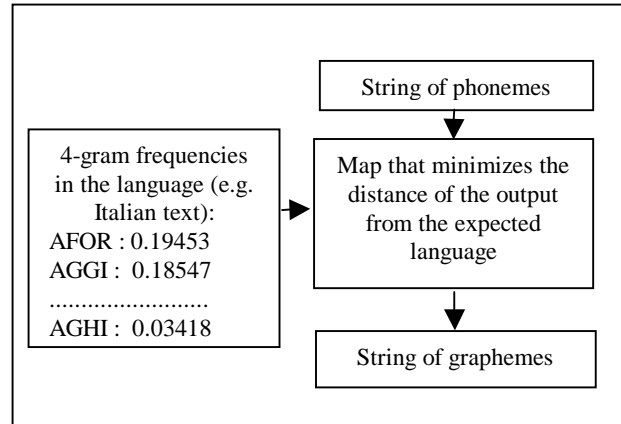 String of phonemes
4-gram frequencies
in the language (e.g.
Italian text):
AFOR : 0.19453
AGGI : 0.18547
........................
AGHI : 0.03418
Map that minimizes the
distance of the output
from the expected
language
String of graphemes